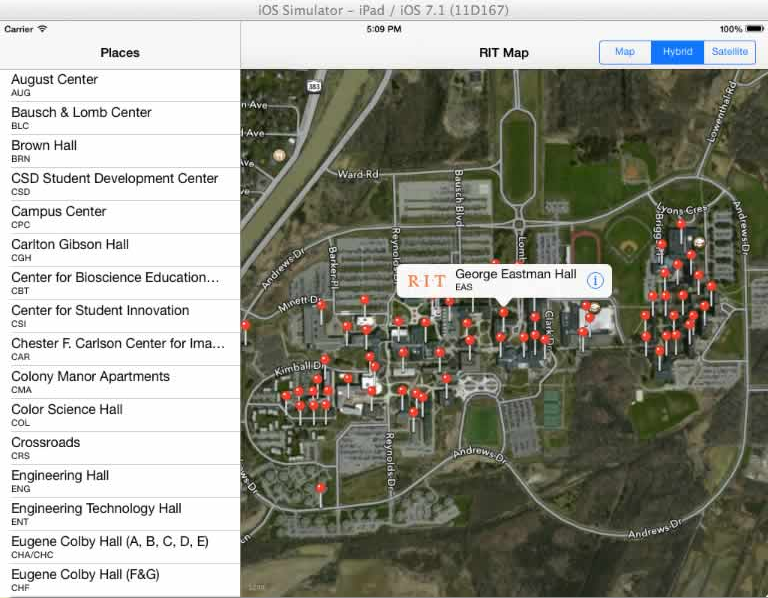 iOS Simulator – iPad / iOS 7.1 (11D167)
Carrier
5:09 PM
100%
Places
RIT Map
Map
Hybrid
Satellite
August Center
AUG
Bausch & Lomb Center
BLC
Brown Hall
BRN
CSD Student Development Center
CSD
Campus Center
CPC
Carlton Gibson Hall
CGH
Center for Bioscience Education…
CBT
Center for Student Innovation
CSI
Chester F. Carlson Center for Ima…
CAR
Colony Manor Apartments
CMA
Color Science Hall
COL
Crossroads
CRS
Engineering Hall
ENG
Engineering Technology Hall
ENT
Eugene Colby Hall (A, B, C, D, E)
CHA/CHC
Eugene Colby Hall (F&G)
CHF
383
n Ave
d Ave
Ave
ve
Ward Rd
Bausch Blvd
Lowenthal Rd
Lyons Cres
Andrews Dr
Andrews Dr
Barker Pl
Reynolds
Lomb
Brigg
R·I·T
George Eastman Hall
EAS
i
Minett Dr
Clark Dr
Kimball Dr
Reynolds Dr
Andrews Dr
Andrews Dr
ws Dr